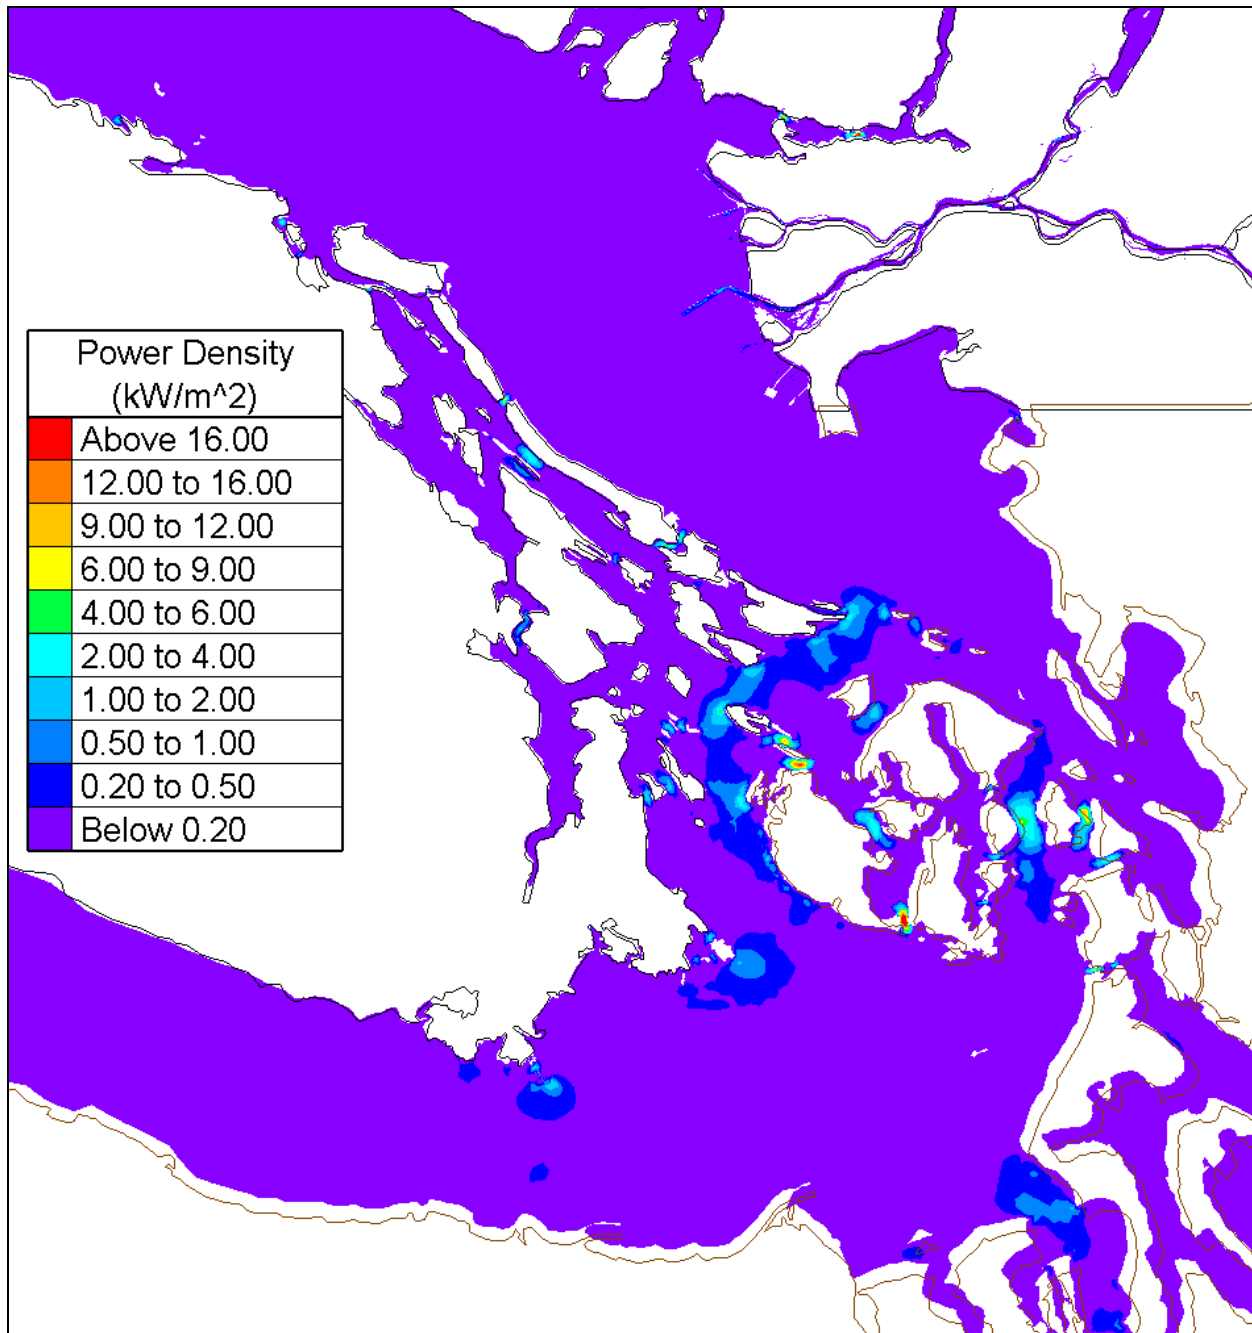 Power Density
(kW/m^2)
Above 16.00
12.00 to 16.00
9.00 to 12.00
6.00 to 9.00
4.00 to 6.00
2.00 to 4.00
1.00 to 2.00
0.50 to 1.00
0.20 to 0.50
Below 0.20